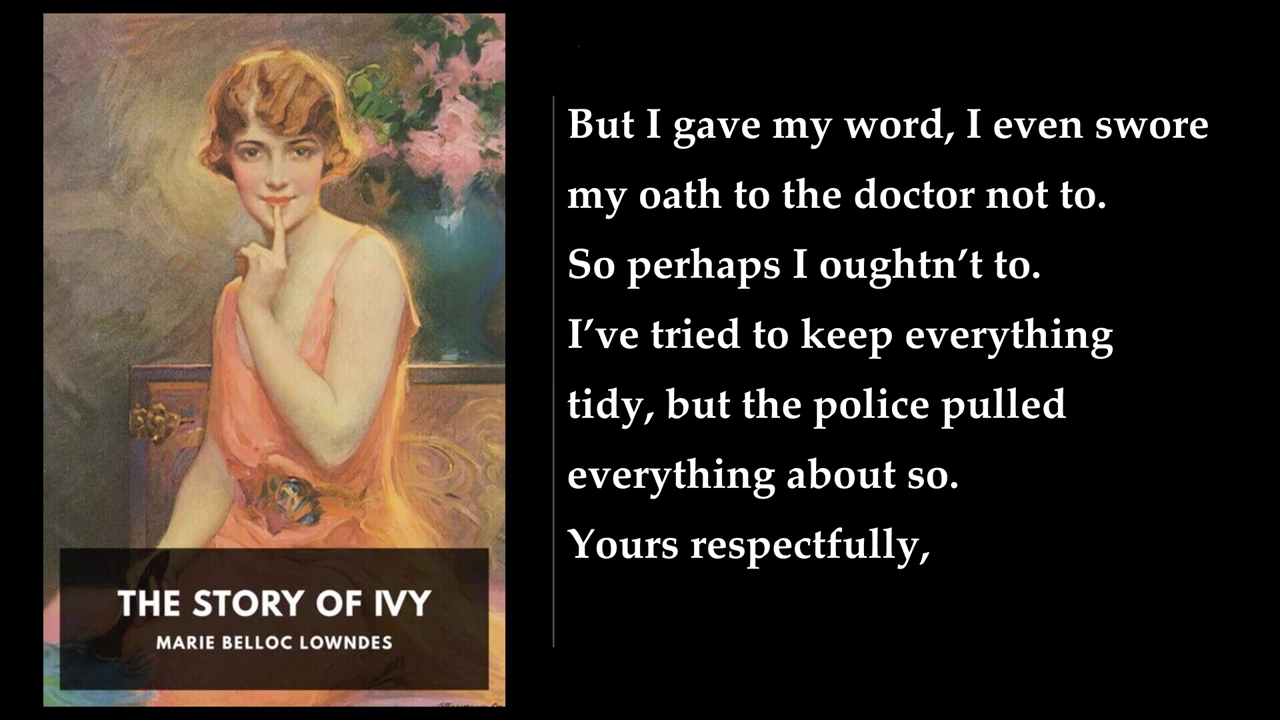 THE STORY OF IVY
MARIE BELLOC LOWNDES
But I gave my word, I even swore
my oath to the doctor not to.
So perhaps I oughtn’t to.
I’ve tried to keep everything
tidy, but the police pulled
everything about so.
Yours respectfully,